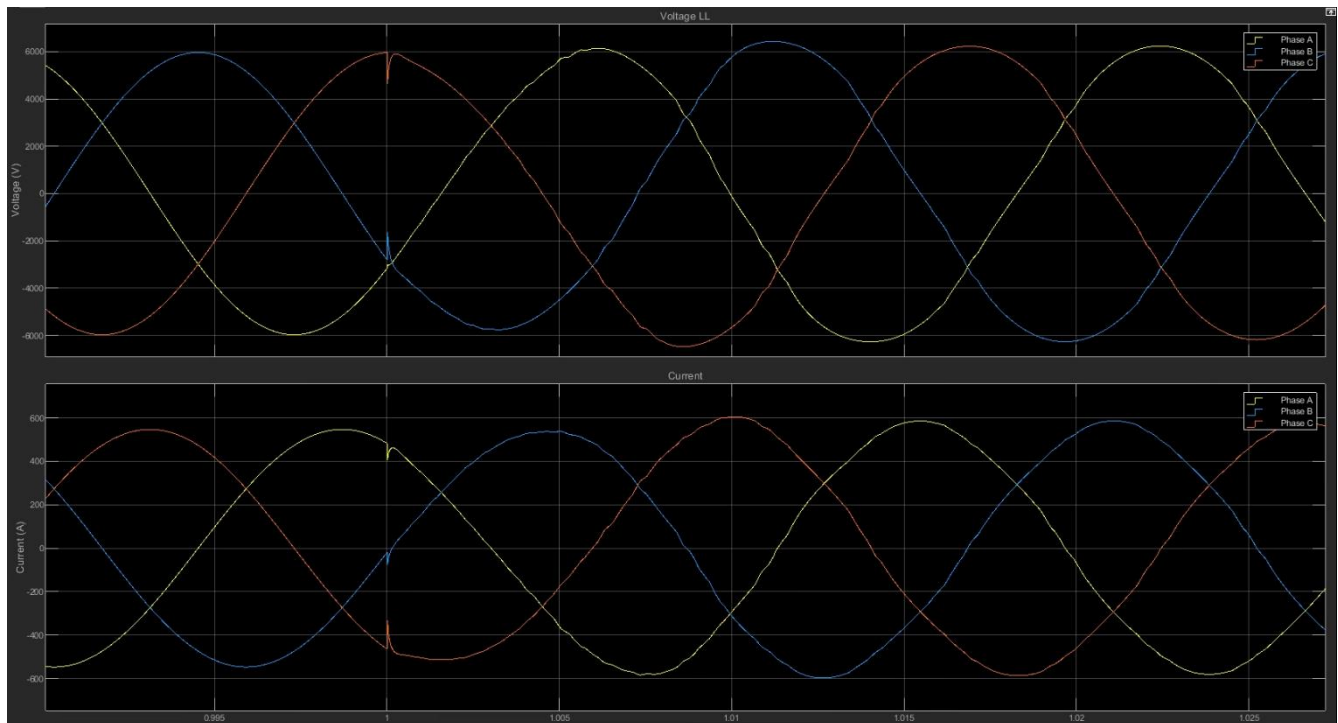 Voltage LL
Phase A
Phase B
Phase C
Voltage (V)
6000
4000
2000
0
-2000
-4000
-6000
Current
Phase A
Phase B
Phase C
Current (A)
600
400
200
0
-200
-400
-600
0.995
1
1.005
1.01
1.015
1.02
1.025